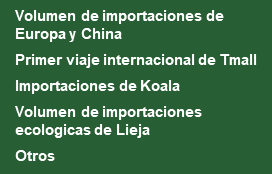 Volumen de importaciones de
Europa y China
Primer viaje internacional de Tmall
Importaciones de Koala
Volumen de importaciones
ecologicas de Lieja
Otros